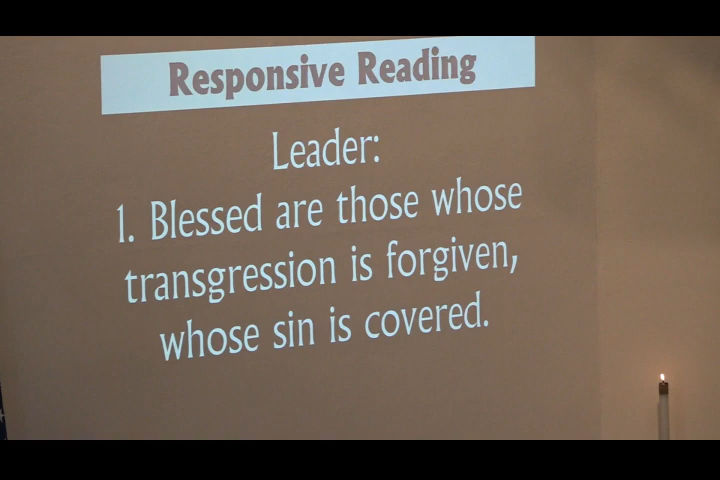 Responsive Reading
Leader:
1. Blessed are those whose
transgression is forgiven,
whose sin is covered.